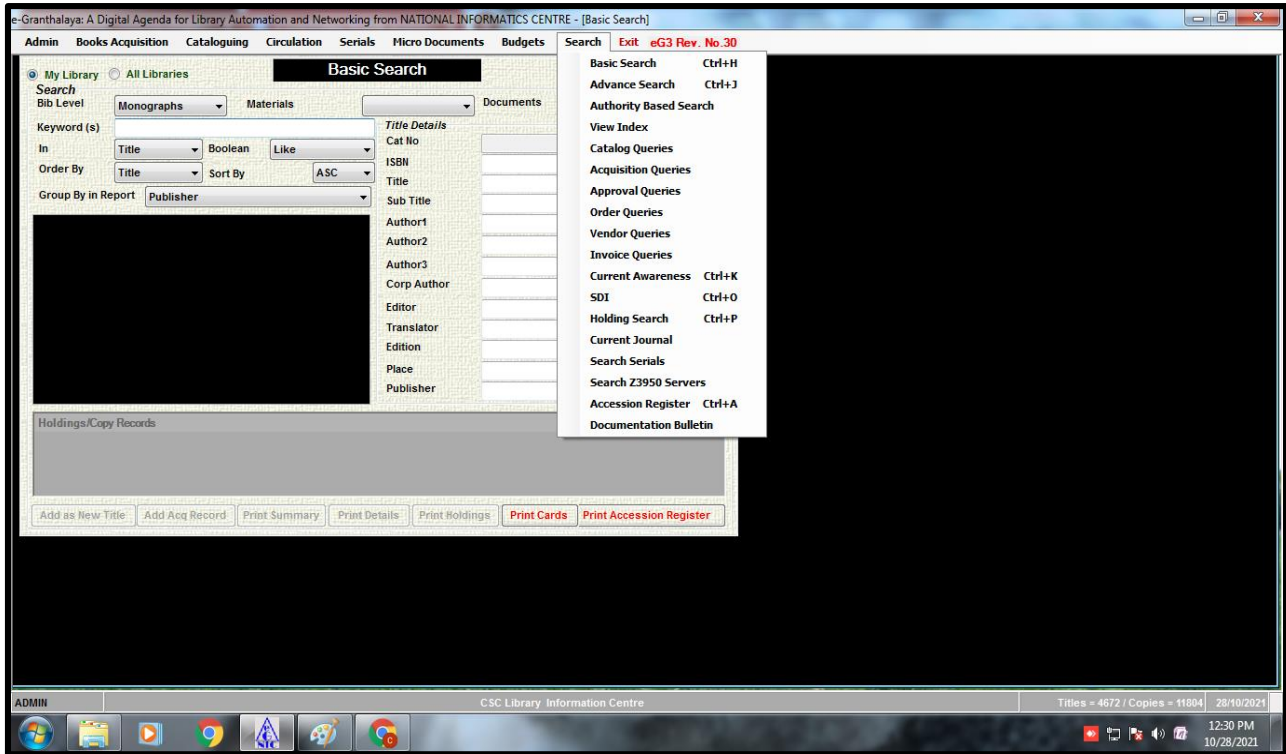 e-Granthalaya: A Digital Agenda for Library Automation and Networking from NATIONAL INFORMATICS CENTRE - [Basic Search]
Admin Books Acquisition Cataloguing Circulation Serials Micro Documents Budgets Search Exit eG3 Rev. No.30
My Library All Libraries Basic Search
Search
Bib Level Monographs Materials Documents
Keyword (s)
In Title Boolean Like
Order By Title Sort By ASC
Group By in Report Publisher
Title Details
Cat No
ISBN
Title
Sub Title
Author1
Author2
Author3
Corp Author
Editor
Translator
Edition
Place
Publisher
Basic Search Ctrl+H
Advance Search Ctrl+J
Authority Based Search
View Index
Catalog Queries
Acquisition Queries
Approval Queries
Order Queries
Vendor Queries
Invoice Queries
Current Awareness Ctrl+K
SDI Ctrl+O
Holding Search Ctrl+P
Current Journal
Search Serials
Search Z3950 Servers
Accession Register Ctrl+A
Documentation Bulletin
Holdings/Copy Records
Add as New Title Add Acq Record Print Summary Print Details Print Holdings Print Cards Print Accession Register
ADMIN CSC Library Information Centre Titles = 4672 / Copies = 11804 28/10/2021
NIC
12:30 PM
10/28/2021